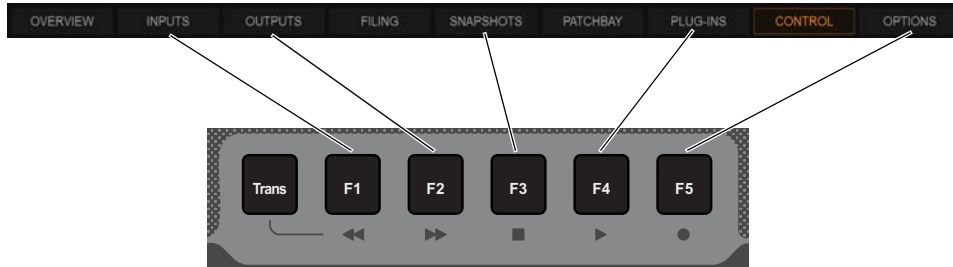 OVERVIEW INPUTS OUTPUTS FILING SNAPSHOTS PATCHBAY PLUG-INS CONTROL OPTIONS
Trans F1 F2 F3 F4 F5